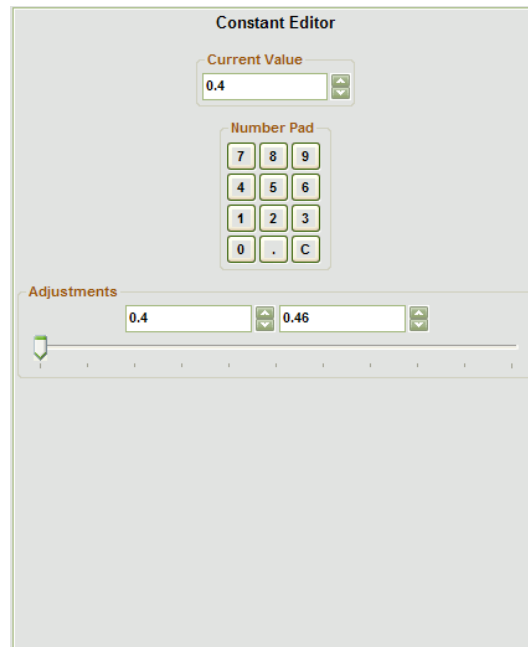 Constant Editor
Current Value
0.4
Number Pad
7 8 9
4 5 6
1 2 3
0 . C
Adjustments
0.4 0.46